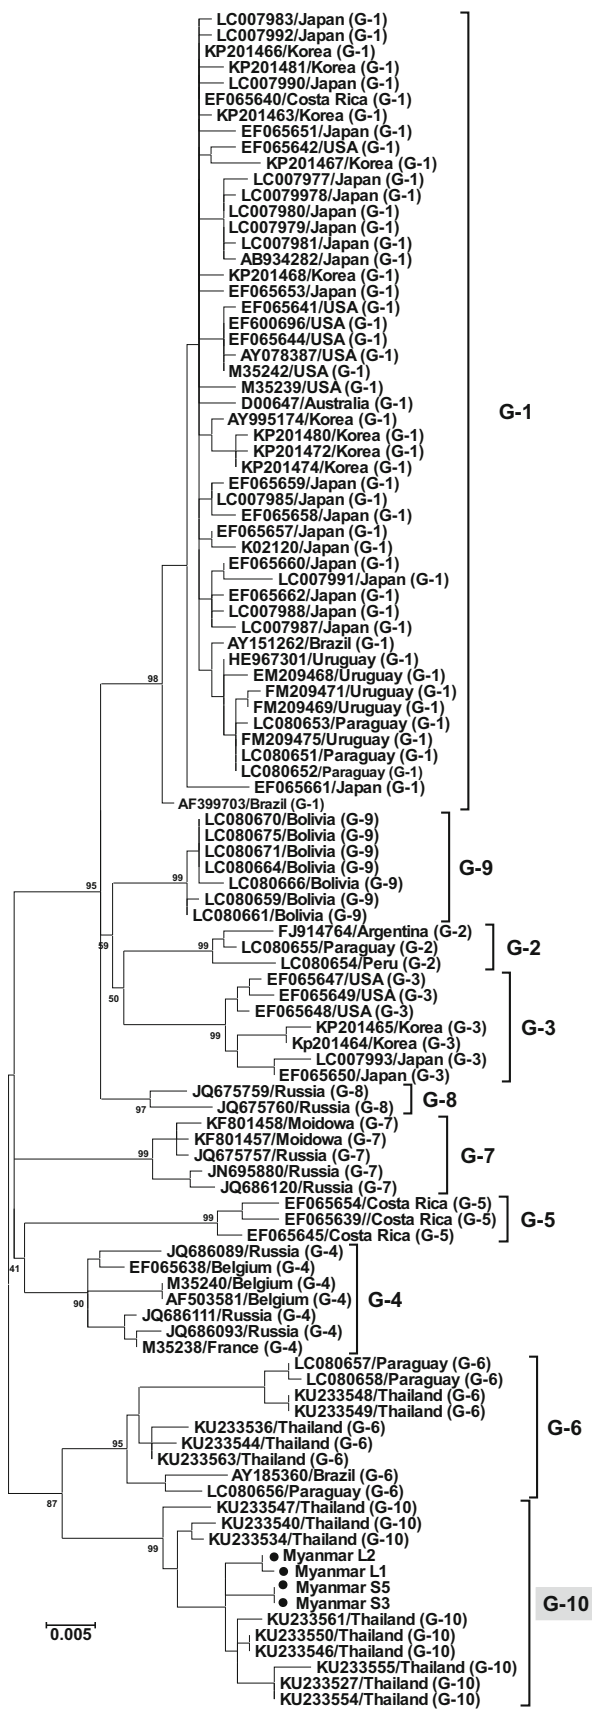 LC007983/Japan (G-1)
LC007992/Japan (G-1)
KP201466/Korea (G-1)
KP201481/Korea (G-1)
LC007990/Japan (G-1)
EF065640/Costa Rica (G-1)
KP201463/Korea (G-1)
EF065651/Japan (G-1)
EF065642/USA (G-1)
KP201467/Korea (G-1)
LC007977/Japan (G-1)
LC0079978/Japan (G-1)
LC007980/Japan (G-1)
LC007979/Japan (G-1)
LC007981/Japan (G-1)
AB934282/Japan (G-1)
KP201468/Korea (G-1)
EF065653/Japan (G-1)
EF065641/USA (G-1)
EF600696/USA (G-1)
EF065644/USA (G-1)
AY078387/USA (G-1)
M35242/USA (G-1)
M35239/USA (G-1)
D00647/Australia (G-1)
G-1
AY995174/Korea (G-1)
KP201480/Korea (G-1)
KP201472/Korea (G-1)
KP201474/Korea (G-1)
EF065659/Japan (G-1)
LC007985/Japan (G-1)
EF065658/Japan (G-1)
EF065657/Japan (G-1)
K02120/Japan (G-1)
EF065660/Japan (G-1)
LC007991/Japan (G-1)
EF065662/Japan (G-1)
LC007988/Japan (G-1)
LC007987/Japan (G-1)
AY151262/Brazil (G-1)
HE967301/Uruguay (G-1)
EM209468/Uruguay (G-1)
98
FM209471/Uruguay (G-1)
FM209469/Uruguay (G-1)
LC080653/Paraguay (G-1)
FM209475/Uruguay (G-1)
LC080651/Paraguay (G-1)
LC080652/Paraguay (G-1)
EF065661/Japan (G-1)
AF399703/Brazil (G-1)
LC080670/Bolivia (G-9)
LC080675/Bolivia (G-9)
LC080671/Bolivia (G-9)
LC080664/Bolivia (G-9)
G-9
99
LC080666/Bolivia (G-9)
95
LC080659/Bolivia (G-9)
LC080661/Bolivia (G-9)
FJ914764/Argentina (G-2)
59
99
LC080655/Paraguay (G-2)
G-2
LC080654/Peru (G-2)
EF065647/USA (G-3)
50
EF065649/USA (G-3)
EF065648/USA (G-3)
KP201465/Korea (G-3)
G-3
99
Kp201464/Korea (G-3)
LC007993/Japan (G-3)
EF065650/Japan (G-3)
JQ675759/Russia (G-8)
G-8
97
JQ675760/Russia (G-8)
KF801458/Moidowa (G-7)
KF801457/Moidowa (G-7)
99
JQ675757/Russia (G-7)
G-7
JN695880/Russia (G-7)
JQ686120/Russia (G-7)
EF065654/Costa Rica (G-5)
99
EF065639//Costa Rica (G-5)
G-5
EF065645/Costa Rica (G-5)
JQ686089/Russia (G-4)
41
EF065638/Belgium (G-4)
M35240/Belgium (G-4)
90
AF503581/Belgium (G-4)
G-4
JQ686111/Russia (G-4)
JQ686093/Russia (G-4)
M35238/France (G-4)
LC080657/Paraguay (G-6)
LC080658/Paraguay (G-6)
KU233548/Thailand (G-6)
KU233549/Thailand (G-6)
KU233536/Thailand (G-6)
G-6
95
KU233544/Thailand (G-6)
KU233563/Thailand (G-6)
AY185360/Brazil (G-6)
LC080656/Paraguay (G-6)
87
KU233547/Thailand (G-10)
KU233540/Thailand (G-10)
KU233534/Thailand (G-10)
99
Myanmar L2
Myanmar L1
Myanmar S5
Myanmar S3
G-10
KU233561/Thailand (G-10)
KU233550/Thailand (G-10)
0.005
KU233546/Thailand (G-10)
KU233555/Thailand (G-10)
KU233527/Thailand (G-10)
KU233554/Thailand (G-10)